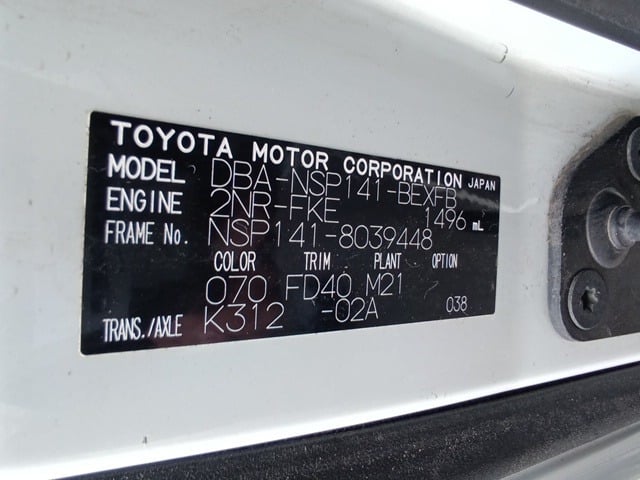 TOYOTA MOTOR CORPORATION JAPAN
MODEL DBA-NSP141-BEXFB
ENGINE 2NR-FKE 1496 mL
FRAME No. NSP141-8039448
COLOR TRIM PLANT OPTION
070 FD40 M21
TRANS./AXLE K312 -02A 038